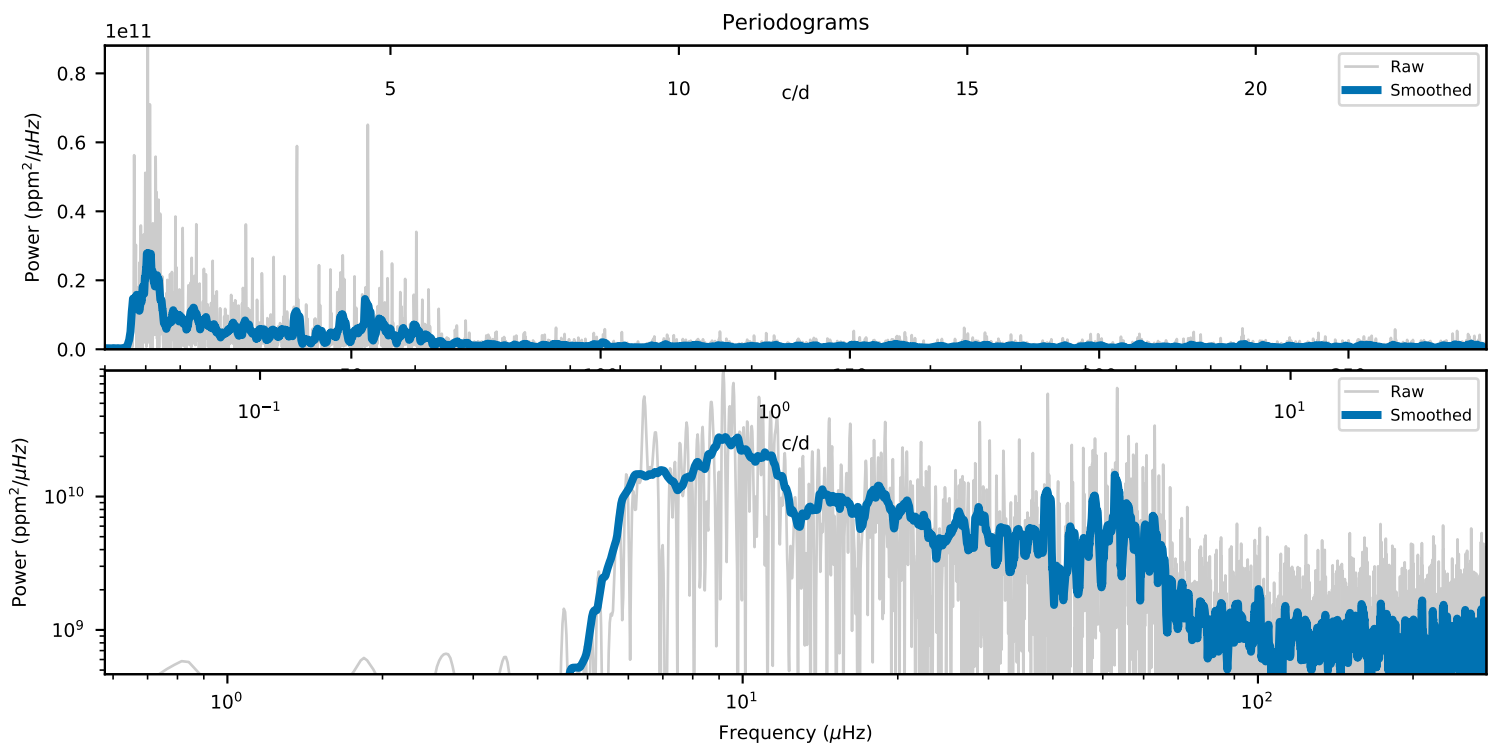 Periodograms
1e11
0.8
0.6
0.4
0.2
0.0
Power (ppm²/μHz)
5
10
15
20
c/d
Raw
Smoothed
10⁻¹
10⁰
10¹
c/d
Raw
Smoothed
10¹⁰
10⁹
Power (ppm²/μHz)
10⁰
10¹
10²
Frequency (μHz)